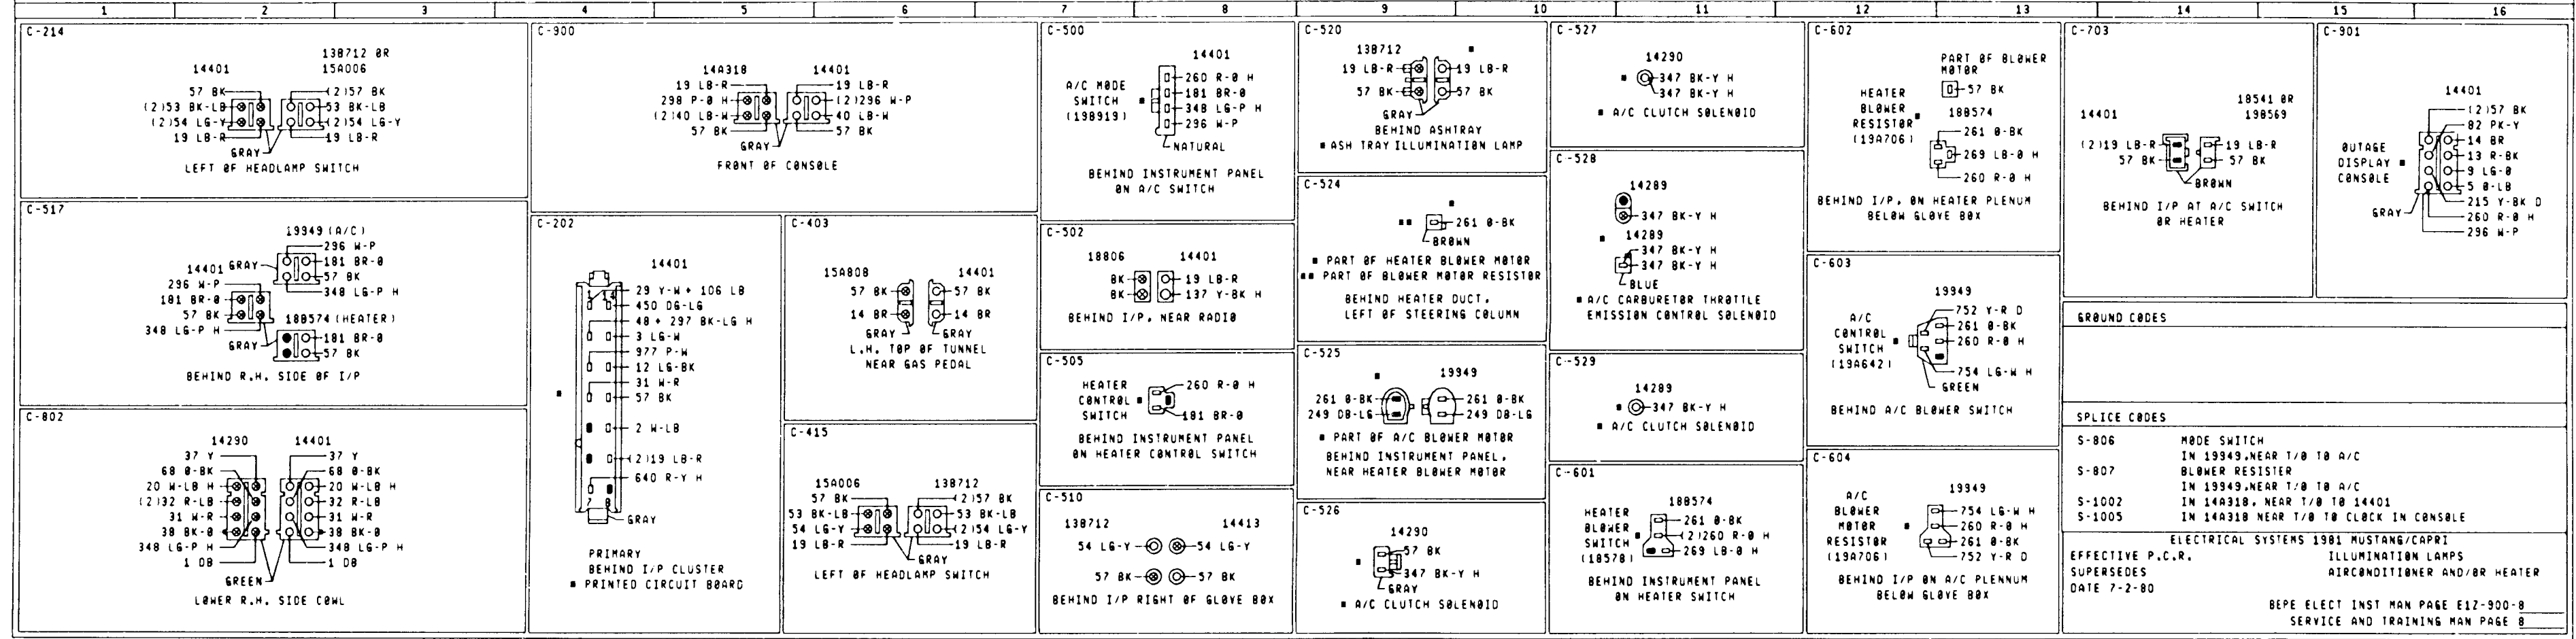 1 2 3 4 5 6 7 8 9 10 11 12 13 14 15 16
C-214
13B712 0R
14401 15A006
57 BK (2)57 BK
(2)53 BK-LB 53 BK-LB
(2)54 LG-Y (2)54 LG-Y
19 LB-R 19 LB-R
GRAY
LEFT OF HEADLAMP SWITCH
C-517
19949 (A/C)
296 W-P
GRAY 181 BR-O
14401 57 BK
296 W-P 348 LG-P H
181 BR-O
57 BK 18B574 (HEATER)
348 LG-P H 181 BR-O
GRAY 57 BK
BEHIND R.H. SIDE OF I/P
C-802
14290 14401
37 Y 37 Y
68 O-BK 68 O-BK
20 W-LB H 20 W-LB H
(2)32 R-LB 32 R-LB
31 W-R 31 W-R
38 BK-O 38 BK-O
348 LG-P H 348 LG-P H
1 DB 1 DB
GREEN
LOWER R.H. SIDE COWL
C-900
14A318 14401
19 LB-R 19 LB-R
298 P-O H (2)296 W-P
(2)40 LB-W 40 LB-W
57 BK 57 BK
GRAY
FRONT OF CONSOLE
C-202
14401
1 14
29 Y-W + 106 LB
450 DG-LG
48 + 297 BK-LG H
3 LG-W
977 P-W
12 LG-BK
31 W-R
57 BK
2 W-LB
(2)19 LB-R
640 R-Y H
7 8
GRAY
PRIMARY
BEHIND I/P CLUSTER
■ PRINTED CIRCUIT BOARD
C-403
15A808 14401
57 BK 57 BK
14 BR 14 BR
GRAY GRAY
L.H. TOP OF TUNNEL
NEAR GAS PEDAL
C-415
15A006 13B712
57 BK (2)57 BK
53 BK-LB 53 BK-LB
54 LG-Y (2)54 LG-Y
19 LB-R 19 LB-R
GRAY
LEFT OF HEADLAMP SWITCH
C-500
14401
A/C MODE 260 R-O H
SWITCH ■ 181 BR-O
(19B919) 348 LG-P H
296 W-P
NATURAL
BEHIND INSTRUMENT PANEL
ON A/C SWITCH
C-502
18806 14401
BK 19 LB-R
BK 137 Y-BK H
BEHIND I/P, NEAR RADIO
C-505
HEATER 260 R-O H
CONTROL ■
SWITCH 181 BR-O
BEHIND INSTRUMENT PANEL
ON HEATER CONTROL SWITCH
C-510
13B712 14413
54 LG-Y 54 LG-Y
57 BK 57 BK
BEHIND I/P RIGHT OF GLOVE BOX
C-520
13B712 ■
19 LB-R 19 LB-R
57 BK 57 BK
GRAY
BEHIND ASHTRAY
■ ASH TRAY ILLUMINATION LAMP
C-524
■
■■ 261 O-BK
BROWN
■ PART OF HEATER BLOWER MOTOR
■■ PART OF BLOWER MOTOR RESISTOR
BEHIND HEATER DUCT,
LEFT OF STEERING COLUMN
C-525
■ 19949
261 O-BK 261 O-BK
249 DB-LG 249 DB-LG
■ PART OF A/C BLOWER MOTOR
BEHIND INSTRUMENT PANEL,
NEAR HEATER BLOWER MOTOR
C-526
14290
■ 57 BK
347 BK-Y H
GRAY
■ A/C CLUTCH SOLENOID
C-527
14290
■ 347 BK-Y H
347 BK-Y H
■ A/C CLUTCH SOLENOID
C-528
14289
347 BK-Y H
14289
■ 347 BK-Y H
347 BK-Y H
BLUE
■ A/C CARBURETOR THROTTLE
EMISSION CONTROL SOLENOID
C-529
14289
■ 347 BK-Y H
■ A/C CLUTCH SOLENOID
C-601
18B574
HEATER 261 O-BK
BLOWER ■ (2)260 R-O H
SWITCH 269 LB-O H
(18578)
BEHIND INSTRUMENT PANEL
ON HEATER SWITCH
C-602
PART OF BLOWER
MOTOR
57 BK
HEATER
BLOWER 18B574
RESISTOR ■ 261 O-BK
(19A706) 269 LB-O H
260 R-O H
BEHIND I/P, ON HEATER PLENUM
BELOW GLOVE BOX
C-603
19949
752 Y-R D
A/C 261 O-BK
CONTROL ■ 260 R-O H
SWITCH
(19A642) 754 LG-W H
GREEN
BEHIND A/C BLOWER SWITCH
C-604
19949
A/C 754 LG-W H
BLOWER 260 R-O H
MOTOR ■ 261 O-BK
RESISTOR 752 Y-R D
(19A706)
BEHIND I/P ON A/C PLENNUM
BELOW GLOVE BOX
C-703
18541 OR
14401 19B569
(2)19 LB-R 19 LB-R
57 BK 57 BK
BROWN
BEHIND I/P AT A/C SWITCH
OR HEATER
C-901
14401
(2)57 BK
82 PK-Y
14 BR
OUTAGE 13 R-BK
DISPLAY ■ 9 LG-O
CONSOLE 5 O-LB
215 Y-BK D
GRAY 260 R-O H
296 W-P
GROUND CODES
SPLICE CODES
S-806 MODE SWITCH
IN 19949,NEAR T/O TO A/C
S-807 BLOWER RESISTER
IN 19949,NEAR T/O TO A/C
S-1002 IN 14A318, NEAR T/O TO 14401
S-1005 IN 14A318 NEAR T/O TO CLOCK IN CONSOLE
ELECTRICAL SYSTEMS 1981 MUSTANG/CAPRI
EFFECTIVE P.C.R. ILLUMINATION LAMPS
SUPERSEDES AIRCONDITIONER AND/OR HEATER
DATE 7-2-80
BEPE ELECT INST MAN PAGE E12-900-8
SERVICE AND TRAINING MAN PAGE 8